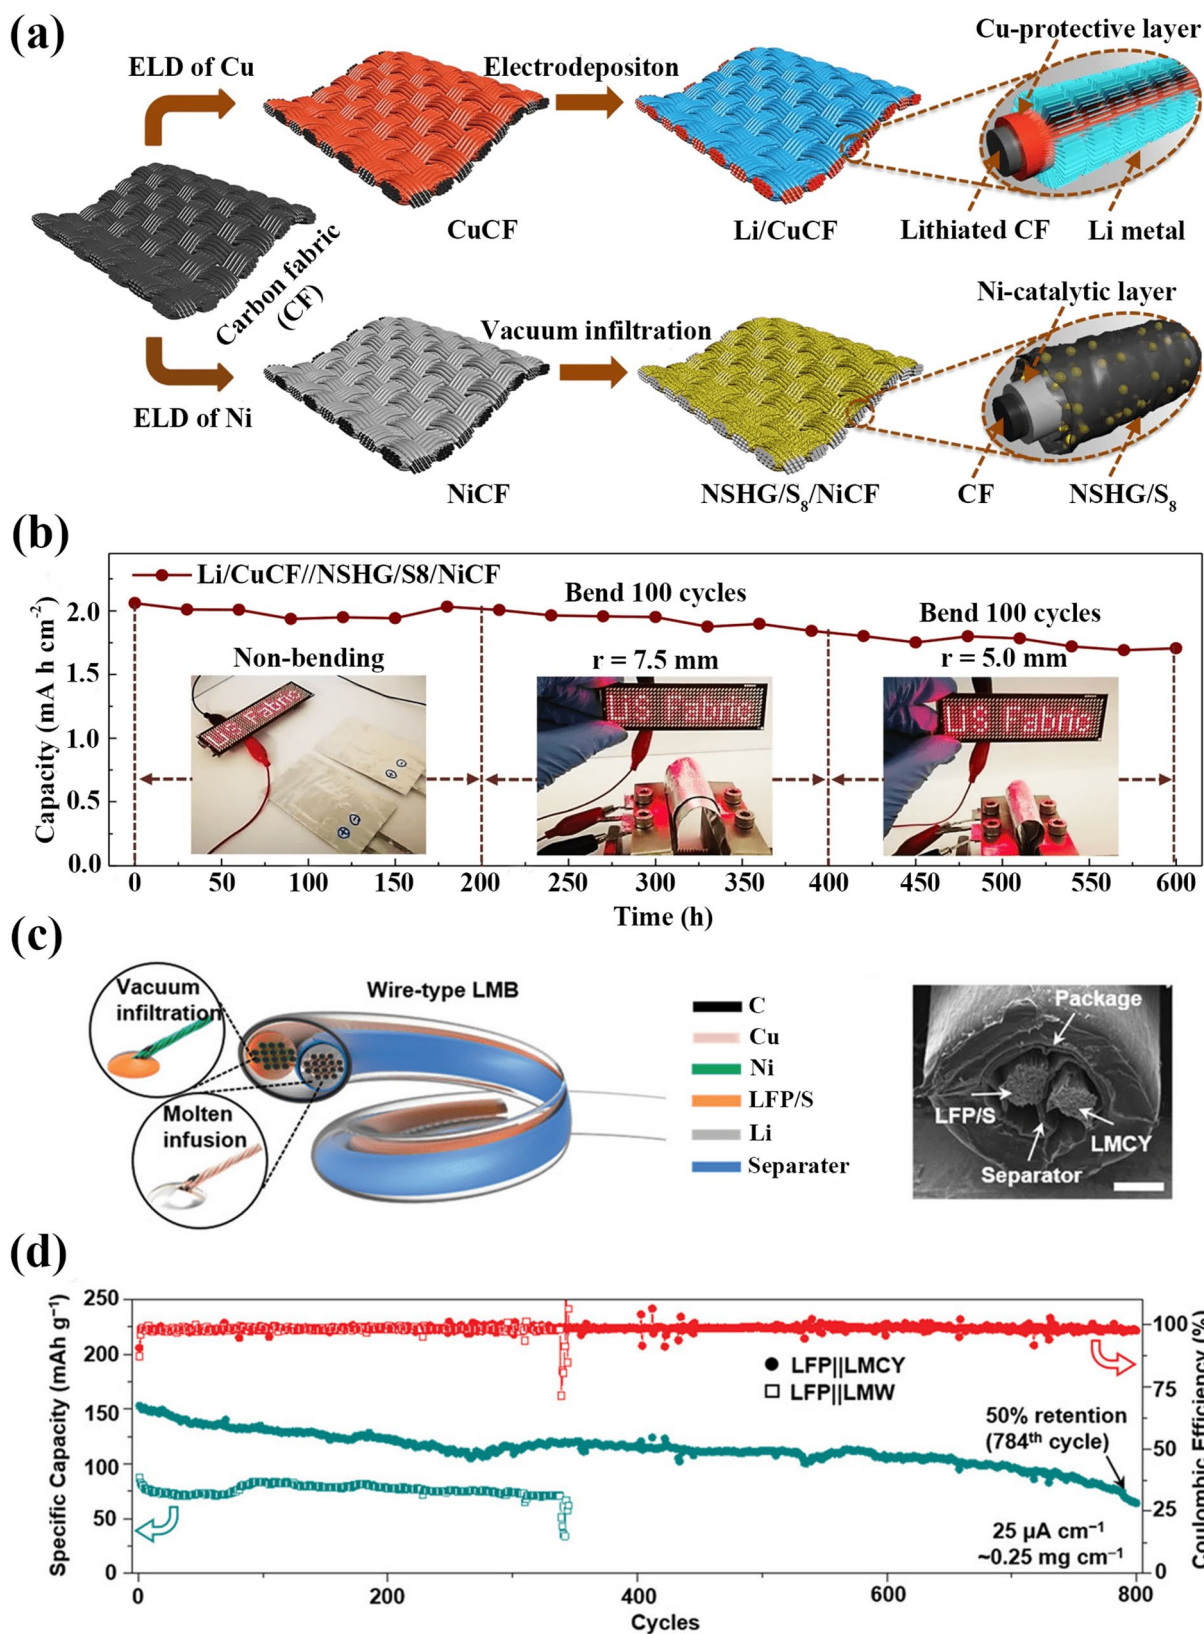 (a)
ELD of Cu
Electrodepositon
Cu-protective layer
CuCF
Li/CuCF
Lithiated CF
Li metal
Carbon fabric
(CF)
Vacuum infiltration
Ni-catalytic layer
ELD of Ni
NiCF
NSHG/S₈/NiCF
CF
NSHG/S₈
(b)
Li/CuCF//NSHG/S8/NiCF
Bend 100 cycles
Bend 100 cycles
Non-bending
r = 7.5 mm
r = 5.0 mm
US Fabric
US Fabric
US Fabric
Capacity (mA h cm⁻²)
2.0
1.5
1.0
0.5
0.0
0 50 100 150 200 250 300 350 400 450 500 550 600
Time (h)
(c)
Vacuum
infiltration
Wire-type LMB
Molten
infusion
C
Cu
Ni
LFP/S
Li
Separater
Package
LFP/S
LMCY
Separator
(d)
Specific Capacity (mAh g⁻¹)
250
200
150
100
50
0
LFP||LMCY
LFP||LMW
50% retention
(784th cycle)
25 μA cm⁻¹
~0.25 mg cm⁻¹
100
75
50
25
0
Coulombic Efficiency (%)
0 200 400 600 800
Cycles